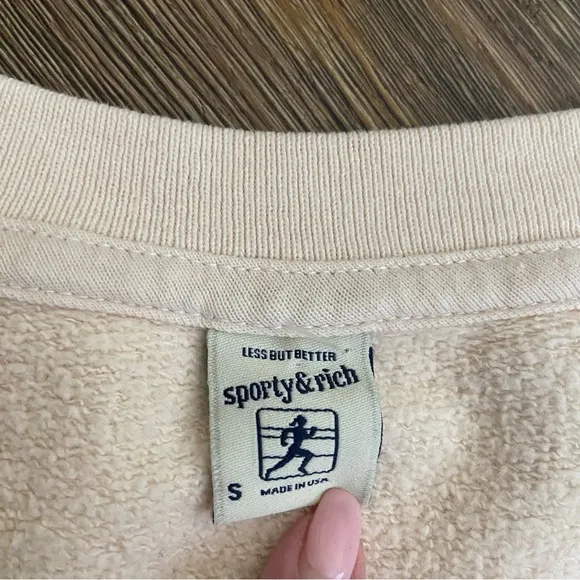 LESS BUT BETTER
sporty&rich
S
MADE IN USA